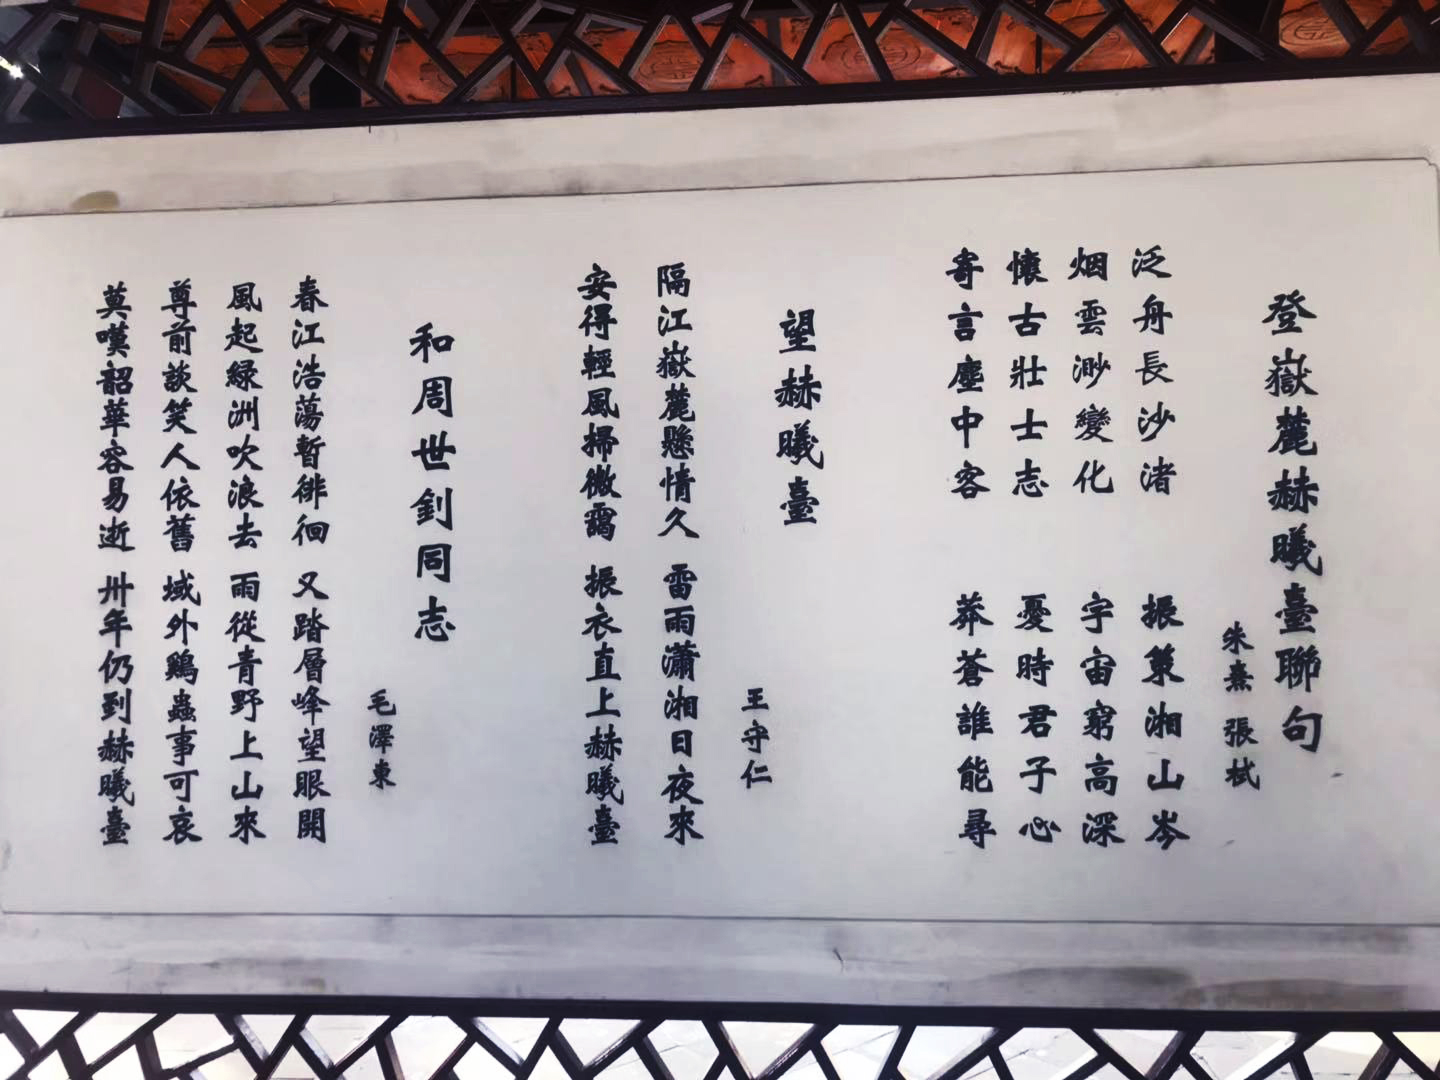 登嶽麓赫曦臺聯句
朱熹 張栻
泛舟長沙渚 振策湘山岑
烟雲渺變化 宇宙窮高深
懷古壯士志 憂時君子心
寄言塵中客 莽蒼誰能尋
望赫曦臺
王守仁
隔江嶽麓懸情久 雷雨瀟湘日夜來
安得輕風掃微靄 振衣直上赫曦臺
和周世釗同志
毛澤東
春江浩蕩暫徘徊 又踏層峰望眼開
風起綠洲吹浪去 雨從青野上山來
尊前談笑人依舊 域外鷄蟲事可哀
莫嘆韶華容易逝 卅年仍到赫曦臺